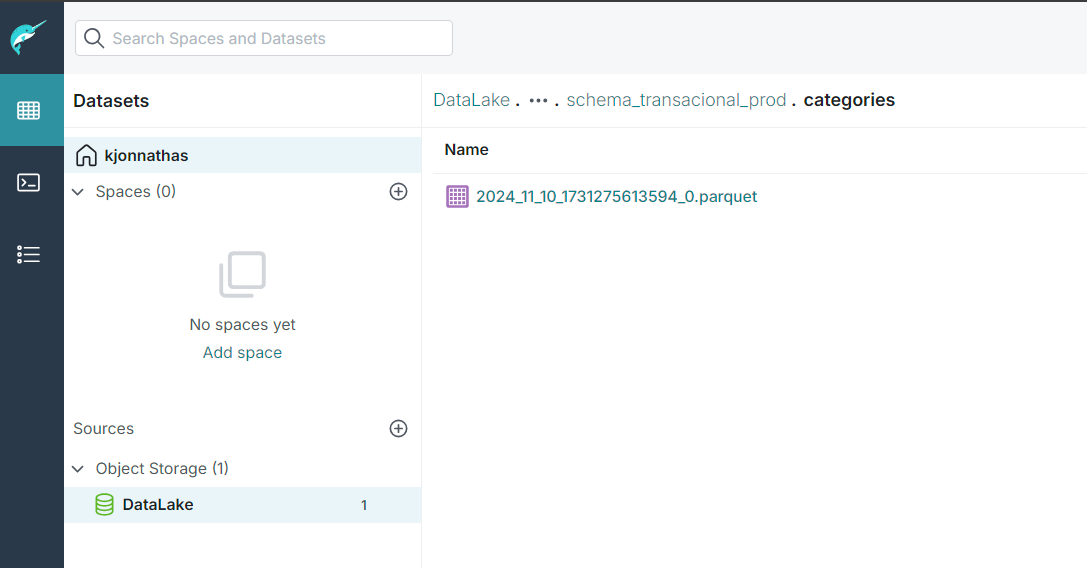 Search Spaces and Datasets
Datasets
kjonnathas
Spaces (0)
No spaces yet
Add space
Sources
Object Storage (1)
DataLake 1
DataLake . ••• . schema_transacional_prod . categories
Name
2024_11_10_1731275613594_0.parquet